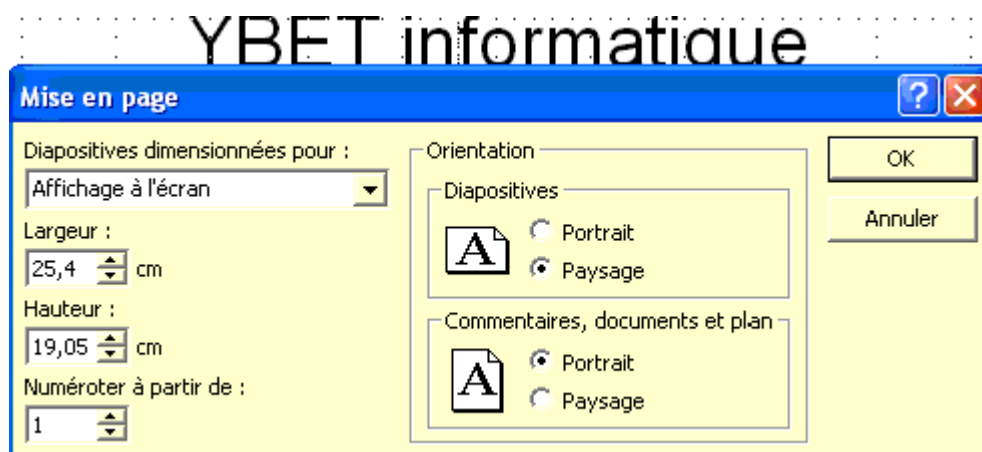 YBET informatique
Mise en page
Diapositives dimensionnées pour :
Affichage à l'écran
Largeur :
25,4 cm
Hauteur :
19,05 cm
Numéroter à partir de :
1
Orientation
Diapositives
A
Portrait
Paysage
Commentaires, documents et plan
A
Portrait
Paysage
OK
Annuler